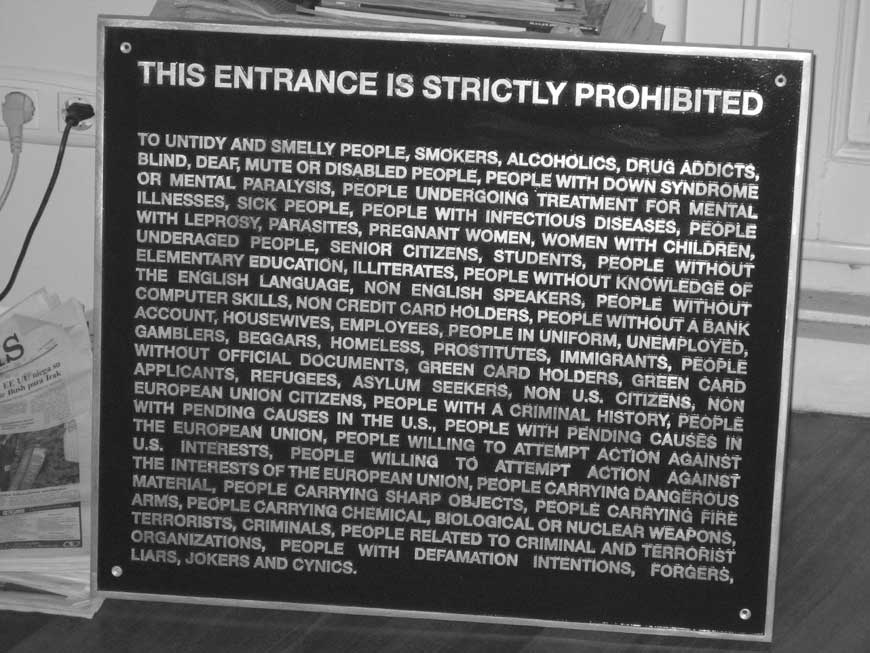 THIS ENTRANCE IS STRICTLY PROHIBITED
TO UNTIDY AND SMELLY PEOPLE, SMOKERS, ALCOHOLICS, DRUG ADDICTS,
BLIND, DEAF, MUTE OR DISABLED PEOPLE, PEOPLE WITH DOWN SYNDROME
OR MENTAL PARALYSIS, PEOPLE UNDERGOING TREATMENT FOR MENTAL
ILLNESSES, SICK PEOPLE, PEOPLE WITH INFECTIOUS DISEASES, PEOPLE
WITH LEPROSY, PARASITES, PREGNANT WOMEN, WOMEN WITH CHILDREN,
UNDERAGED PEOPLE, SENIOR CITIZENS, STUDENTS, PEOPLE WITHOUT
ELEMENTARY EDUCATION, ILLITERATES, PEOPLE WITHOUT KNOWLEDGE OF
THE ENGLISH LANGUAGE, NON ENGLISH SPEAKERS, PEOPLE WITHOUT
COMPUTER SKILLS, NON CREDIT CARD HOLDERS, PEOPLE WITHOUT A BANK
ACCOUNT, HOUSEWIVES, EMPLOYEES, PEOPLE IN UNIFORM, UNEMPLOYED,
GAMBLERS, BEGGARS, HOMELESS, PROSTITUTES, IMMIGRANTS, PEOPLE
WITHOUT OFFICIAL DOCUMENTS, GREEN CARD HOLDERS, GREEN CARD
APPLICANTS, REFUGEES, ASYLUM SEEKERS, NON U.S. CITIZENS, NON
EUROPEAN UNION CITIZENS, PEOPLE WITH A CRIMINAL HISTORY, PEOPLE
WITH PENDING CAUSES IN THE U.S., PEOPLE WITH PENDING CAUSES IN
THE EUROPEAN UNION, PEOPLE WILLING TO ATTEMPT ACTION AGAINST
U.S. INTERESTS, PEOPLE WILLING TO ATTEMPT ACTION AGAINST
THE INTERESTS OF THE EUROPEAN UNION, PEOPLE CARRYING DANGEROUS
MATERIAL, PEOPLE CARRYING SHARP OBJECTS, PEOPLE CARRYING FIRE
ARMS, PEOPLE CARRYING CHEMICAL, BIOLOGICAL OR NUCLEAR WEAPONS,
TERRORISTS, CRIMINALS, PEOPLE RELATED TO CRIMINAL AND TERRORIST
ORGANIZATIONS, PEOPLE WITH DEFAMATION INTENTIONS, FORGERS,
LIARS, JOKERS AND CYNICS.
EE UU niega su
Bush para Irak